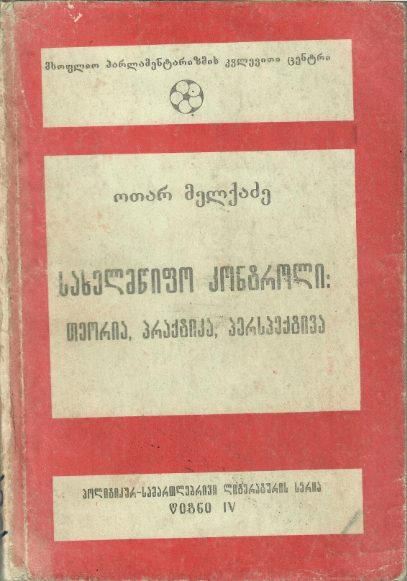 მსოფლიო პარლამენტარიზმის კვლევითი ცენტრი
ოთარ მელქაძე
სახელმწიფო კონტროლი:
თეორია, პრაქტიკა, პერსპექტივა
პოლიტიკურ-სამართლებრივი ლიტერატურის სერია
წიგნი IV